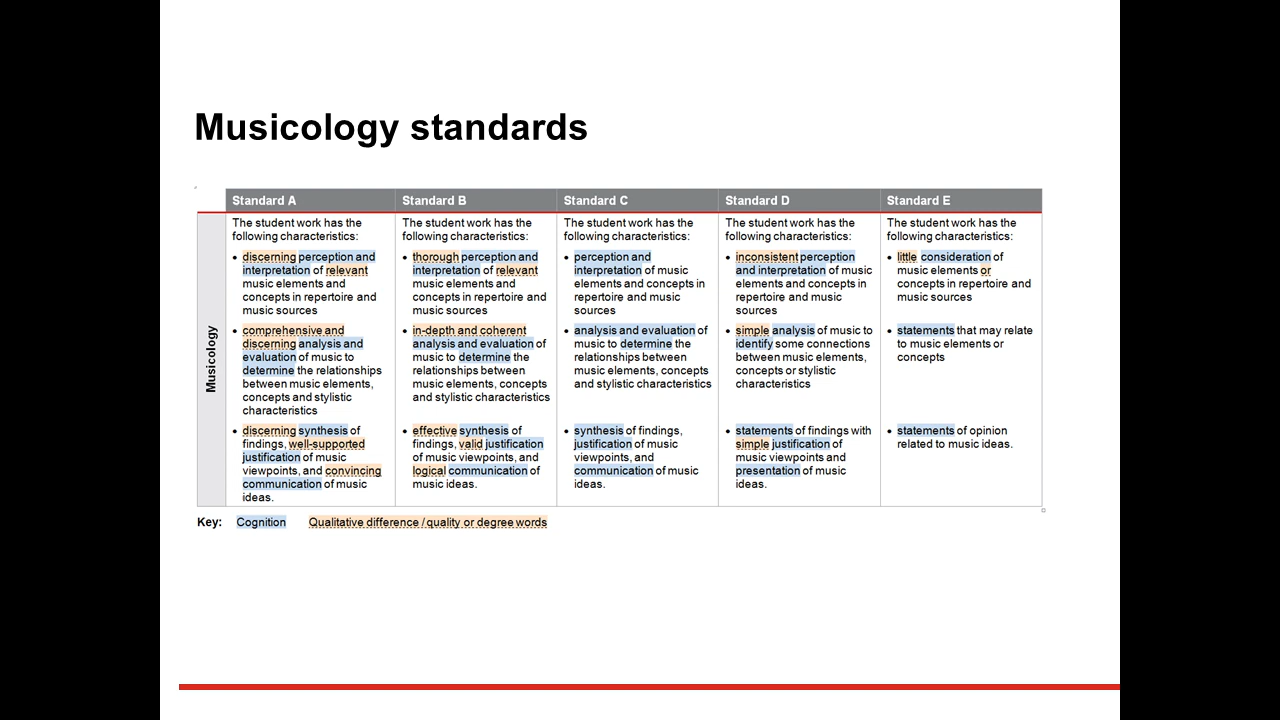 Musicology standards
Standard A
Standard B
Standard C
Standard D
Standard E
Musicology
The student work has the
following characteristics:
• discerning perception and
interpretation of relevant
music elements and
concepts in repertoire and
music sources
• comprehensive and
discerning analysis and
evaluation of music to
determine the relationships
between music elements,
concepts and stylistic
characteristics
• discerning synthesis of
findings, well-supported
justification of music
viewpoints, and convincing
communication of music
ideas.
The student work has the
following characteristics:
• thorough perception and
interpretation of relevant
music elements and
concepts in repertoire and
music sources
• in-depth and coherent
analysis and evaluation of
music to determine the
relationships between
music elements, concepts
and stylistic characteristics
• effective synthesis of
findings, valid justification
of music viewpoints, and
logical communication of
music ideas.
The student work has the
following characteristics:
• perception and
interpretation of music
elements and concepts in
repertoire and music
sources
• analysis and evaluation of
music to determine the
relationships between
music elements, concepts
and stylistic characteristics
• synthesis of findings,
justification of music
viewpoints, and
communication of music
ideas.
The student work has the
following characteristics:
• inconsistent perception
and interpretation of music
elements and concepts in
repertoire and music
sources
• simple analysis of music to
identify some connections
between music elements,
concepts or stylistic
characteristics
• statements of findings with
simple justification of
music viewpoints and
presentation of music
ideas.
The student work has the
following characteristics:
• little consideration of
music elements or
concepts in repertoire and
music sources
• statements that may relate
to music elements or
concepts
• statements of opinion
related to music ideas.
Key: Cognition Qualitative difference / quality or degree words